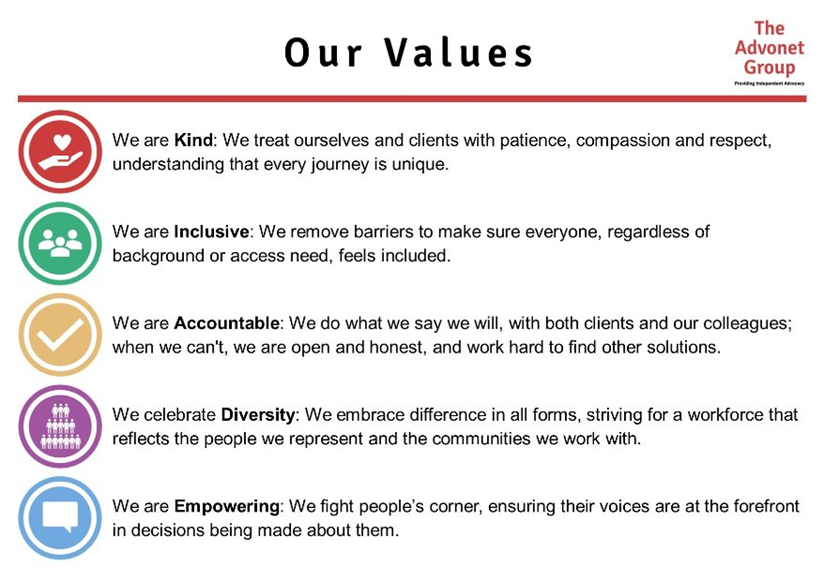 Our Values
The
Advonet
Group
Providing Independent Advocacy
We are Kind: We treat ourselves and clients with patience, compassion and respect,
understanding that every journey is unique.
We are Inclusive: We remove barriers to make sure everyone, regardless of
background or access need, feels included.
We are Accountable: We do what we say we will, with both clients and our colleagues;
when we can't, we are open and honest, and work hard to find other solutions.
We celebrate Diversity: We embrace difference in all forms, striving for a workforce that
reflects the people we represent and the communities we work with.
We are Empowering: We fight people’s corner, ensuring their voices are at the forefront
in decisions being made about them.